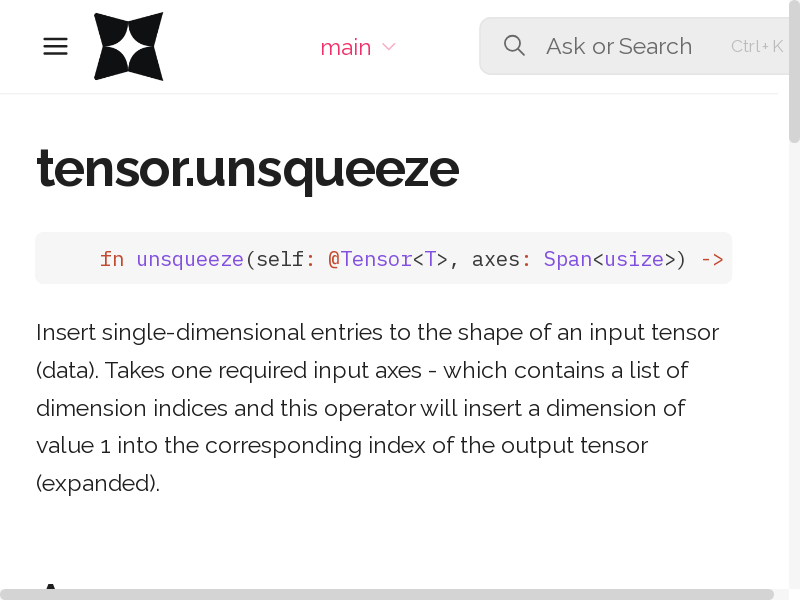 main
Ask or Search
Ctrl+K
tensor.unsqueeze
fn unsqueeze(self: @Tensor<T>, axes: Span<usize>) ->
Insert single-dimensional entries to the shape of an input tensor
(data). Takes one required input axes - which contains a list of
dimension indices and this operator will insert a dimension of
value 1 into the corresponding index of the output tensor
(expanded).